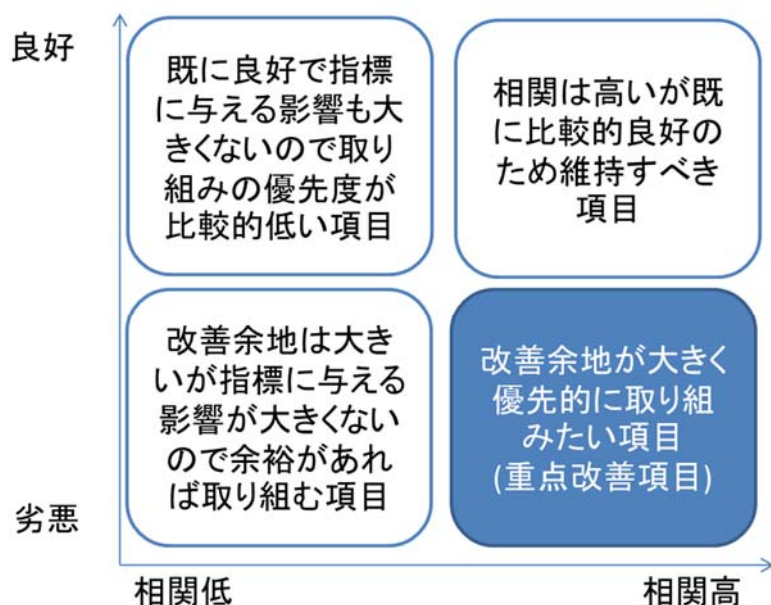 良好
既に良好で指標
に与える影響も大
きくないので取り
組みの優先度が
比較的低い項目
相関は高いが既
に比較的良好の
ため維持すべき
項目
改善余地は大き
いが指標に与える
影響が大きくない
ので余裕があれ
ば取り組む項目
改善余地が大きく
優先的に取り組
みたい項目
(重点改善項目)
劣悪
相関低
相関高